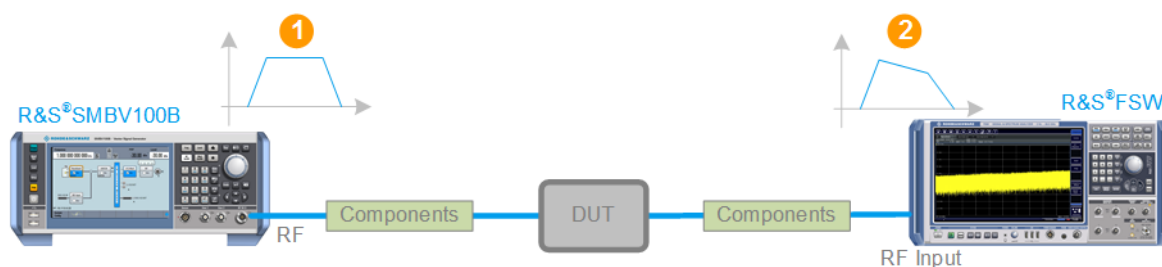 1
2
R&S®SMBV100B
R&S®FSW
Components
DUT
Components
RF
RF Input